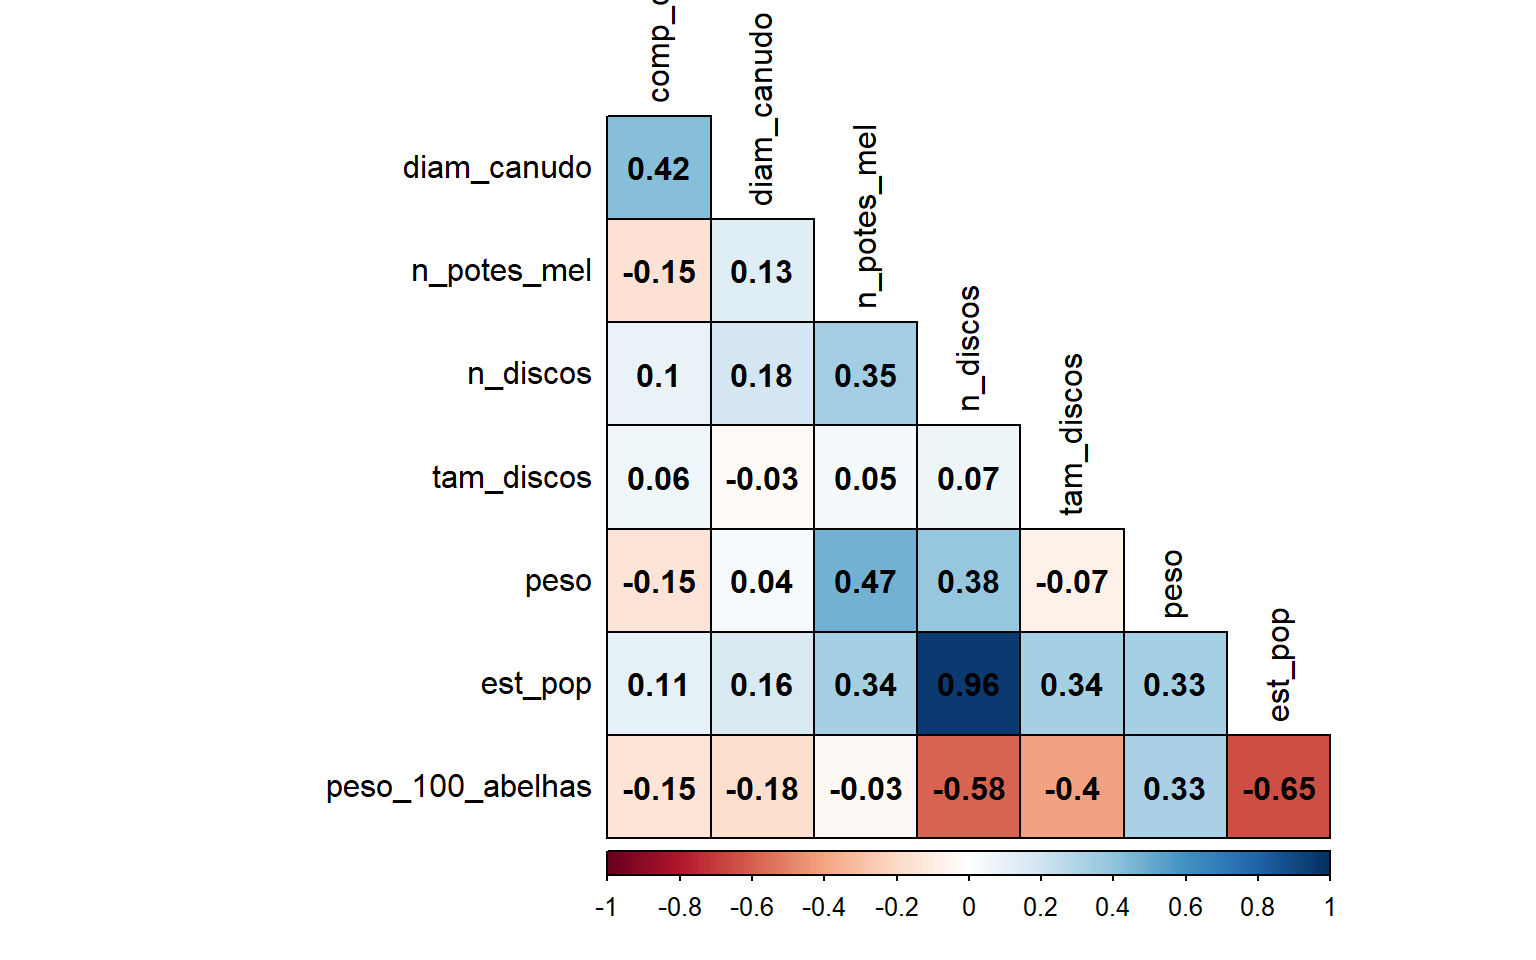 diam_canudo
n_potes_mel
n_discos
tam_discos
peso
est_pop
diam_canudo 0.42
n_potes_mel -0.15 0.13
n_discos 0.1 0.18 0.35
tam_discos 0.06 -0.03 0.05 0.07
peso -0.15 0.04 0.47 0.38 -0.07
est_pop 0.11 0.16 0.34 0.96 0.34 0.33
peso_100_abelhas -0.15 -0.18 -0.03 -0.58 -0.4 0.33 -0.65
-1 -0.8 -0.6 -0.4 -0.2 0 0.2 0.4 0.6 0.8 1